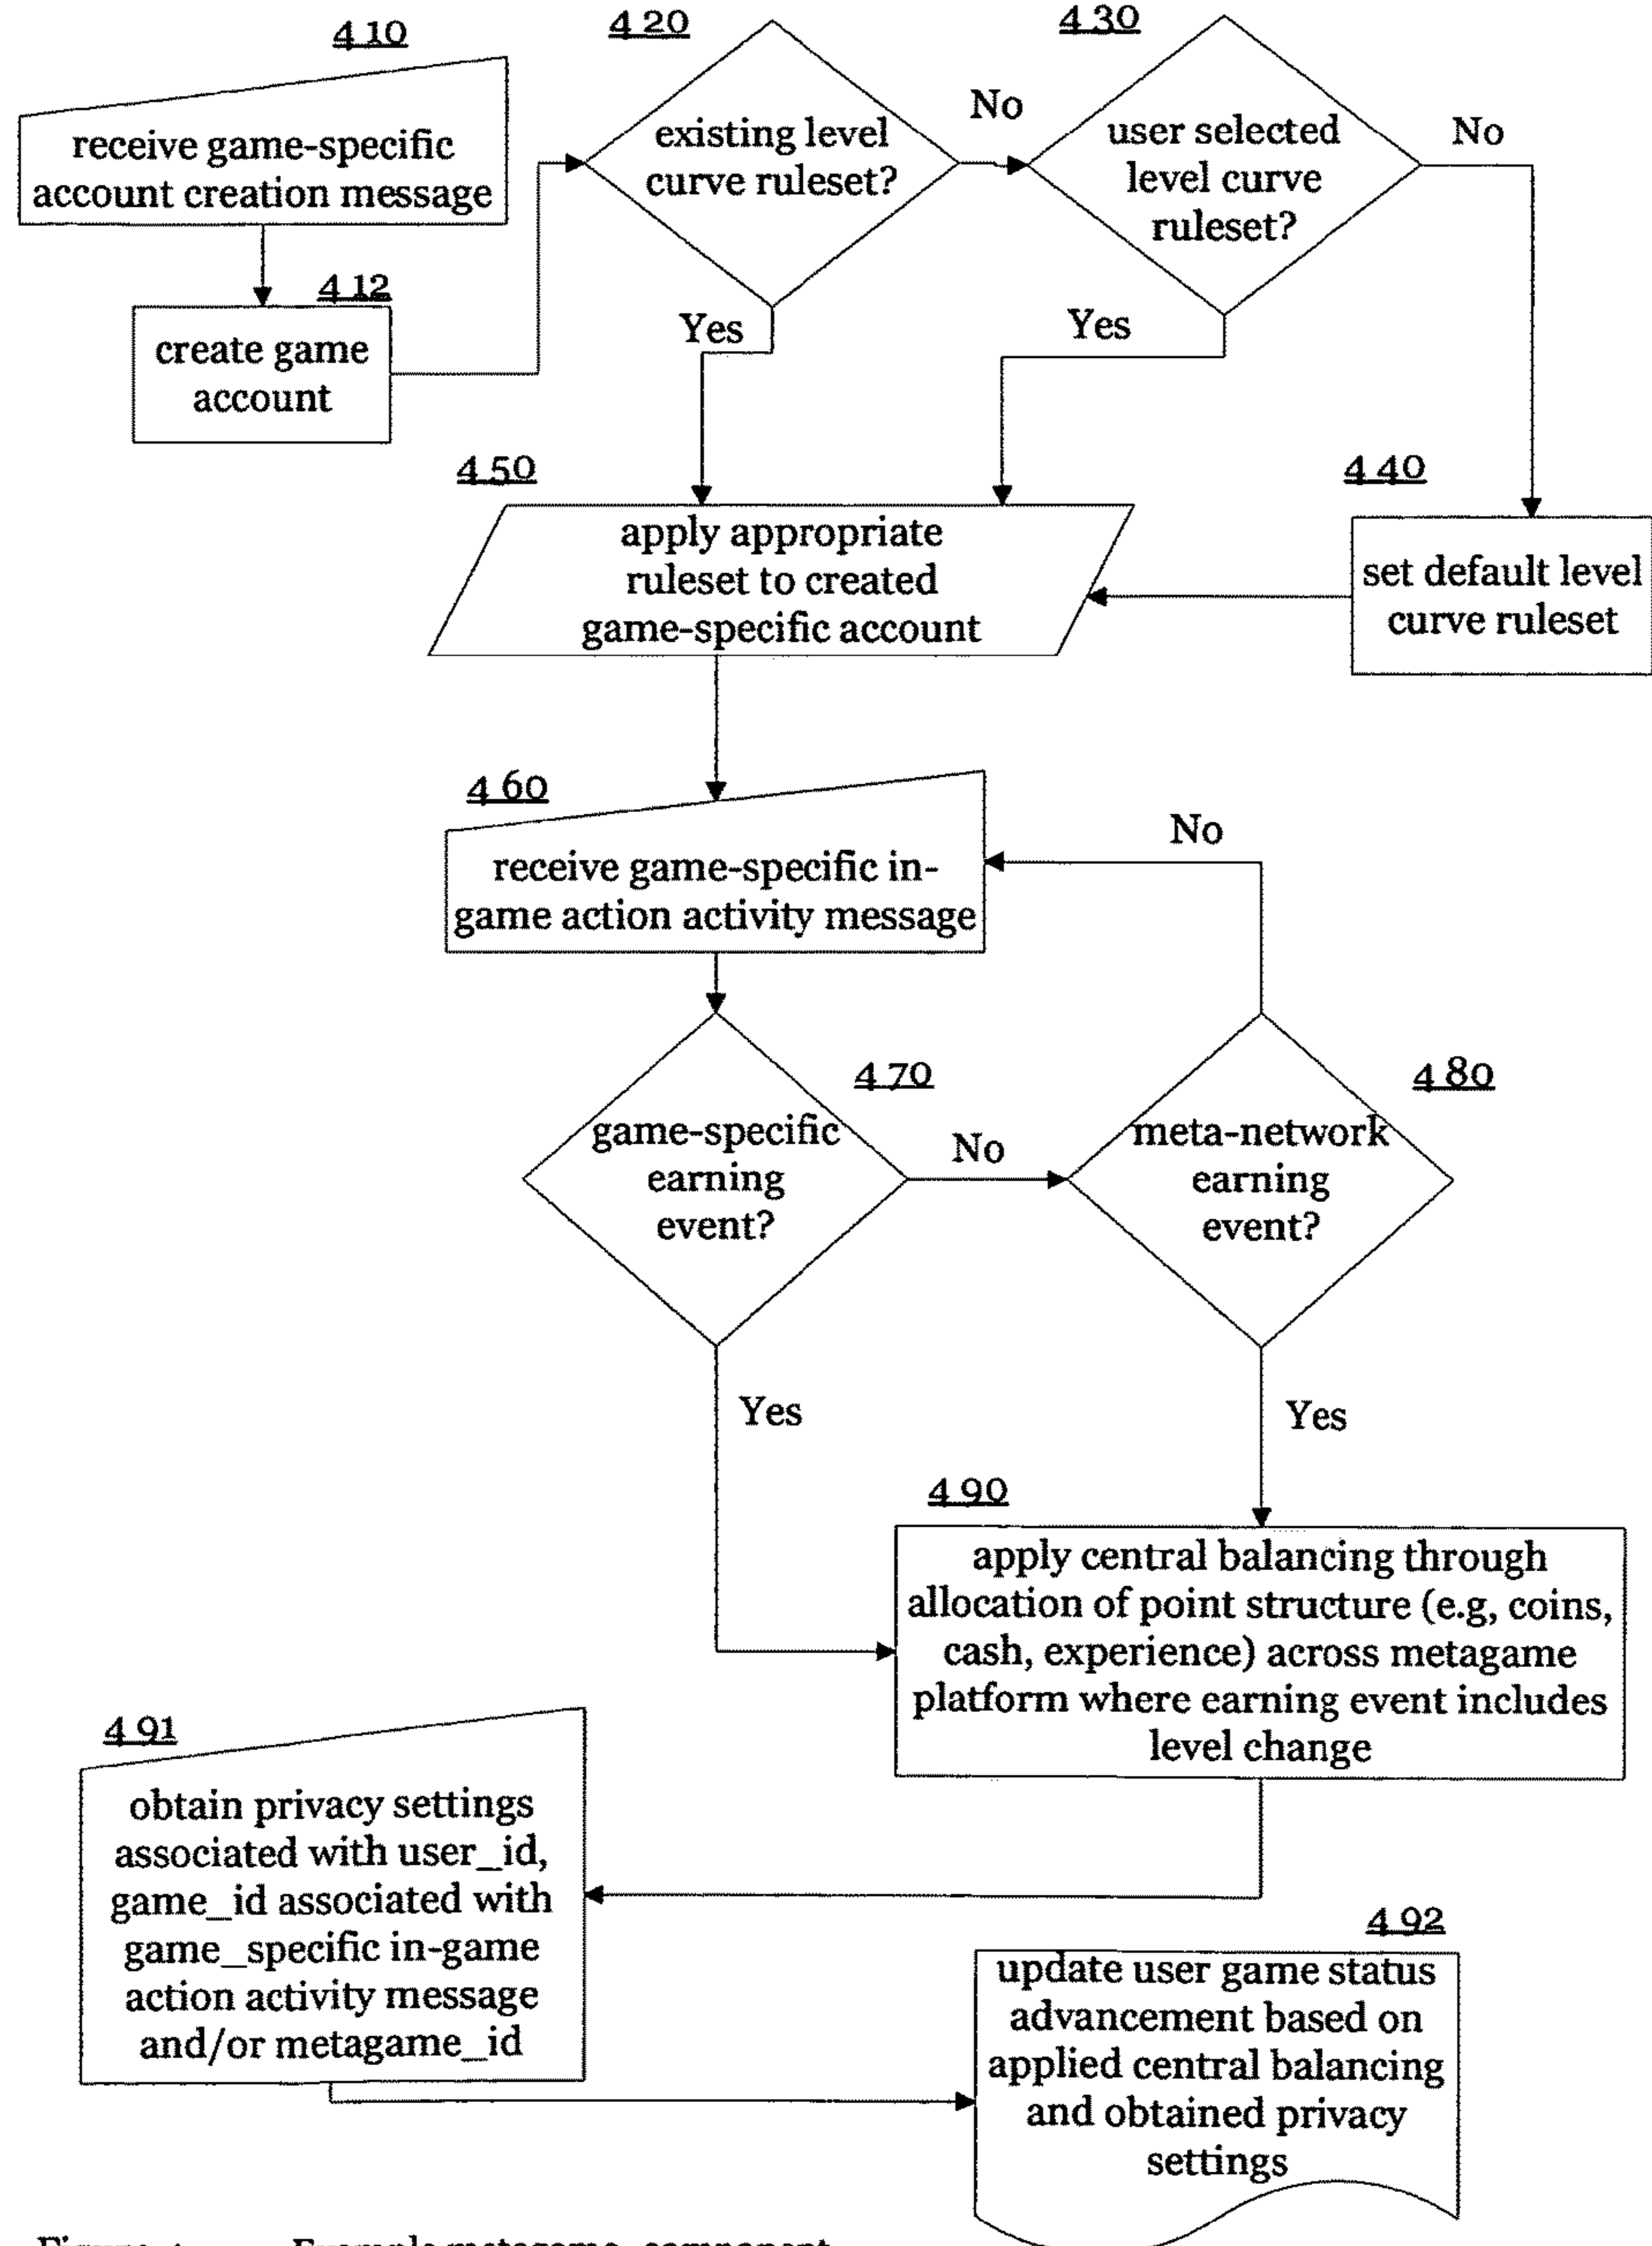 410
receive game-specific
account creation message
412
create game
account
420
existing level
curve ruleset?
No
Yes
430
user selected
level curve
ruleset?
No
Yes
440
set default level
curve ruleset
450
apply appropriate
ruleset to created
game-specific account
460
receive game-specific in-
game action activity message
No
470
game-specific
earning
event?
No
Yes
480
meta-network
earning
event?
Yes
490
apply central balancing through
allocation of point structure (e.g, coins,
cash, experience) across metagame
platform where earning event includes
level change
491
obtain privacy settings
associated with user_id,
game_id associated with
game_specific in-game
action activity message
and/or metagame_id
492
update user game status
advancement based on
applied central balancing
and obtained privacy
settings
Figure Example metagame component